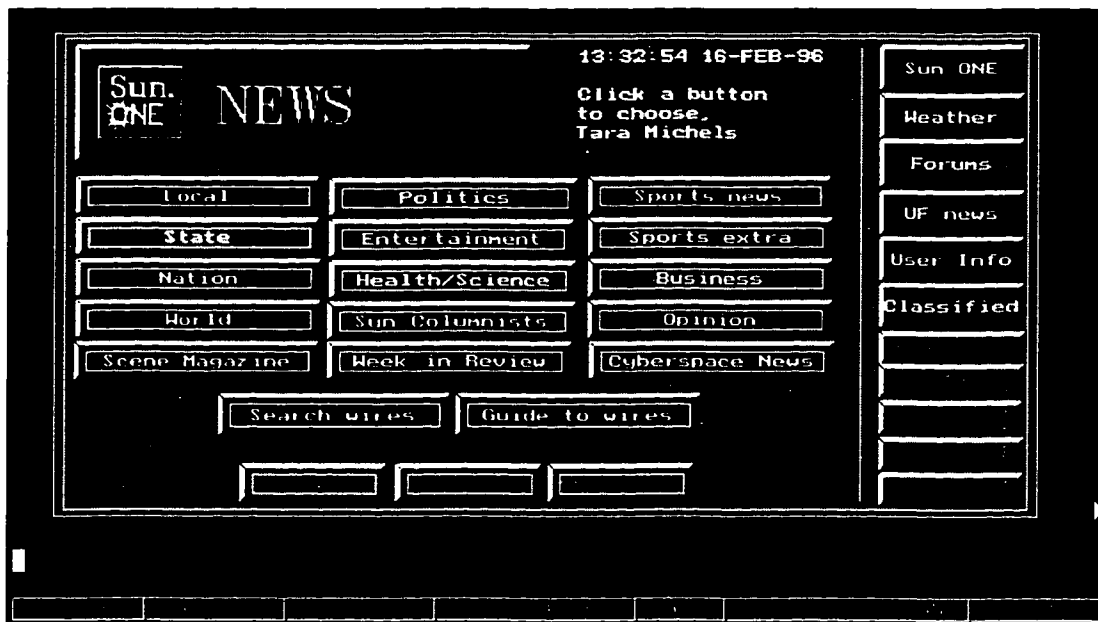 Sun.
ONE
NEWS
13:32:54 16-FEB-96
Click a button
to choose,
Tara Michels
Local
Politics
Sports news
State
Entertainment
Sports extra
Nation
Health/Science
Business
World
Sun Columnists
Opinion
Scene Magazine
Week in Review
Cyberspace News
Search wires
Guide to wires
Sun ONE
Weather
Forums
UF news
User Info
Classified